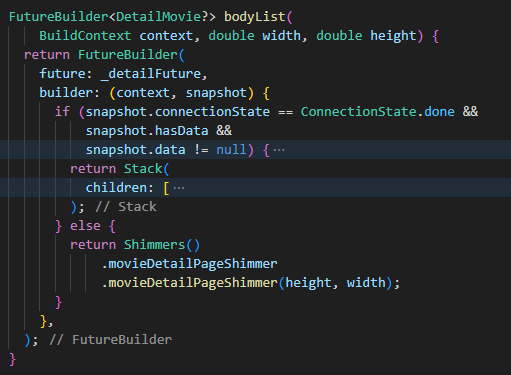 FutureBuilder<DetailMovie?> bodyList(
    BuildContext context, double width, double height) {
  return FutureBuilder(
    future: _detailFuture,
    builder: (context, snapshot) {
      if (snapshot.connectionState == ConnectionState.done &&
          snapshot.hasData &&
          snapshot.data != null) {⋯
        return Stack(
          children: [⋯
        ); // Stack
      } else {
        return Shimmers()
            .movieDetailPageShimmer
            .movieDetailPageShimmer(height, width);
      }
    },
  ); // FutureBuilder
}